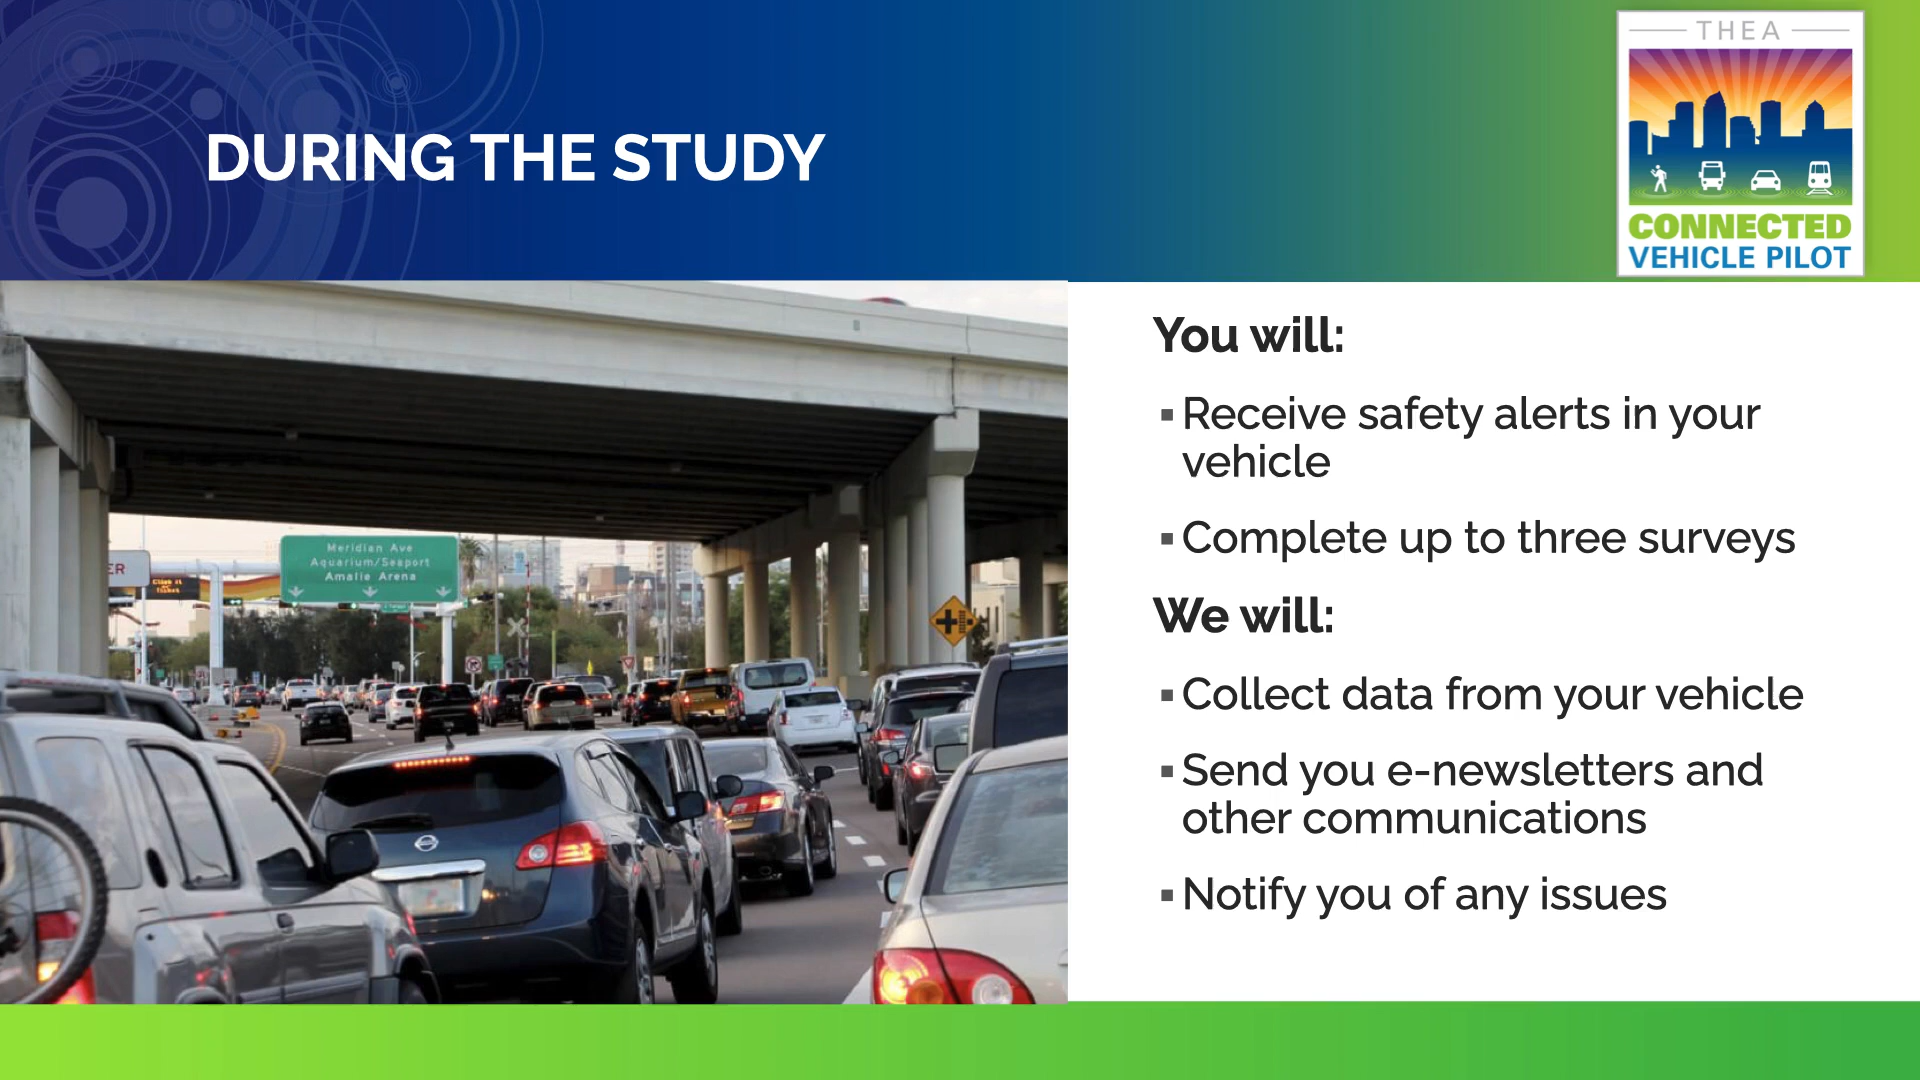 DURING THE STUDY
THEA
CONNECTED
VEHICLE PILOT
You will:
▪ Receive safety alerts in your
vehicle
▪ Complete up to three surveys
We will:
▪ Collect data from your vehicle
▪ Send you e-newsletters and
other communications
▪ Notify you of any issues
Meridian Ave
Aquarium/Seaport
Amalie Arena
ER